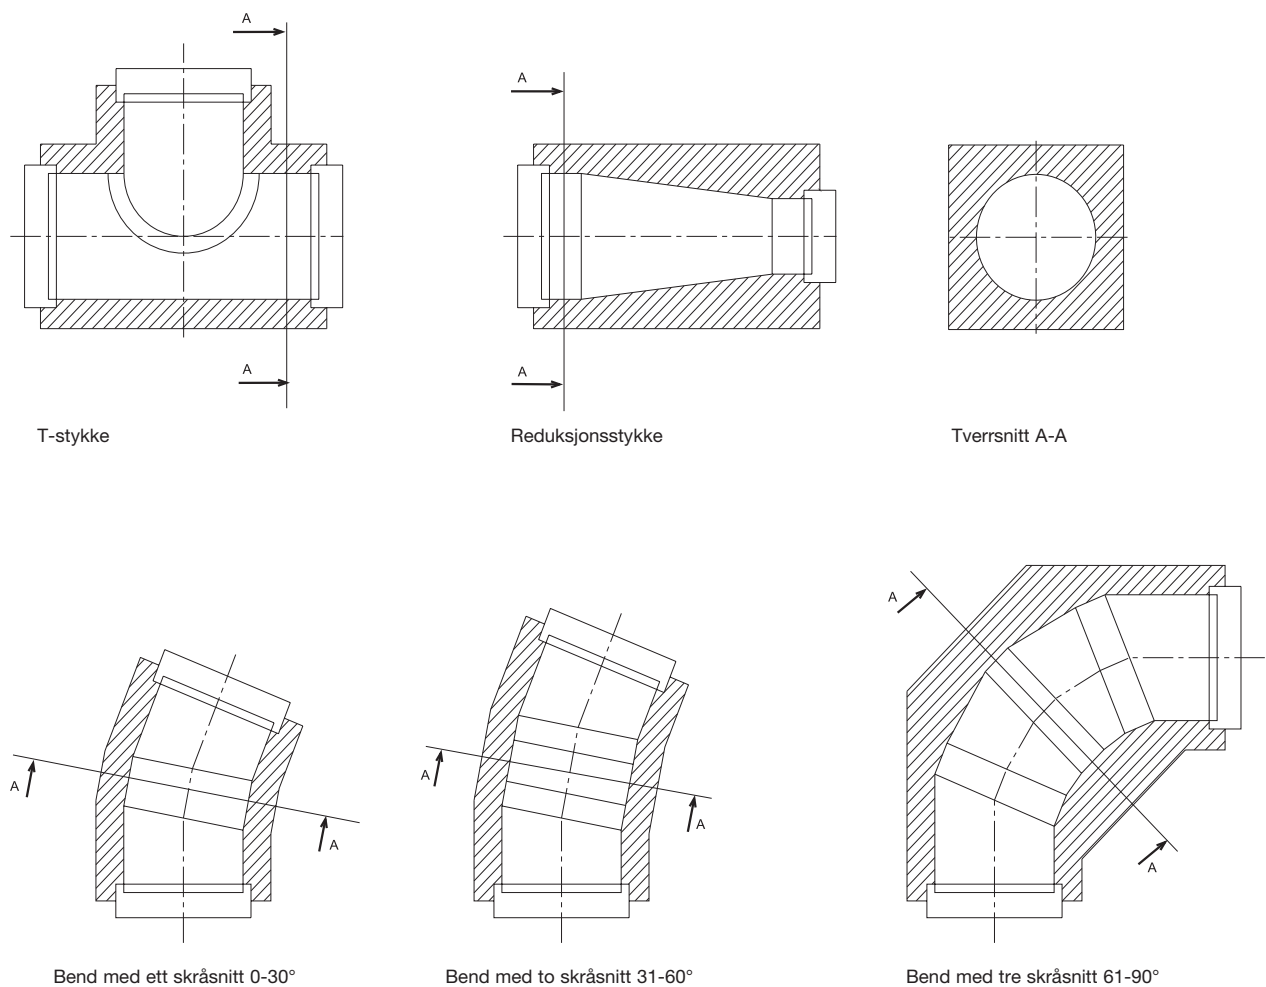 A
A
A
A
T-stykke
Reduksjonsstykke
Tverrsnitt A-A
A
A
A
A
A
A
Bend med ett skråsnitt 0-30°
Bend med to skråsnitt 31-60°
Bend med tre skråsnitt 61-90°